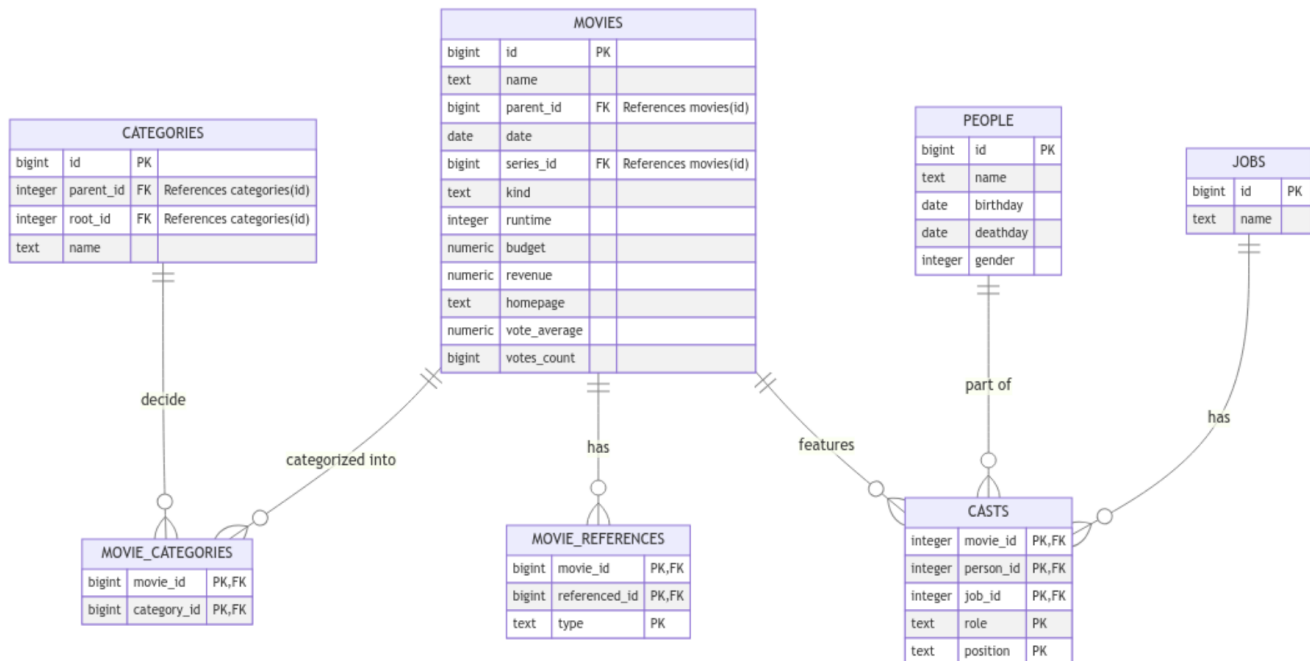 MOVIES
bigint id PK
text name
bigint parent_id FK References movies(id)
date date
bigint series_id FK References movies(id)
text kind
integer runtime
numeric budget
numeric revenue
text homepage
numeric vote_average
bigint votes_count
CATEGORIES
bigint id PK
integer parent_id FK References categories(id)
integer root_id FK References categories(id)
text name
PEOPLE
bigint id PK
text name
date birthday
date deathday
integer gender
JOBS
bigint id PK
text name
decide
categorized into
has
features
part of
has
MOVIE_CATEGORIES
bigint movie_id PK,FK
bigint category_id PK,FK
MOVIE_REFERENCES
bigint movie_id PK,FK
bigint referenced_id PK,FK
text type PK
CASTS
integer movie_id PK,FK
integer person_id PK,FK
integer job_id PK,FK
text role PK
text position PK